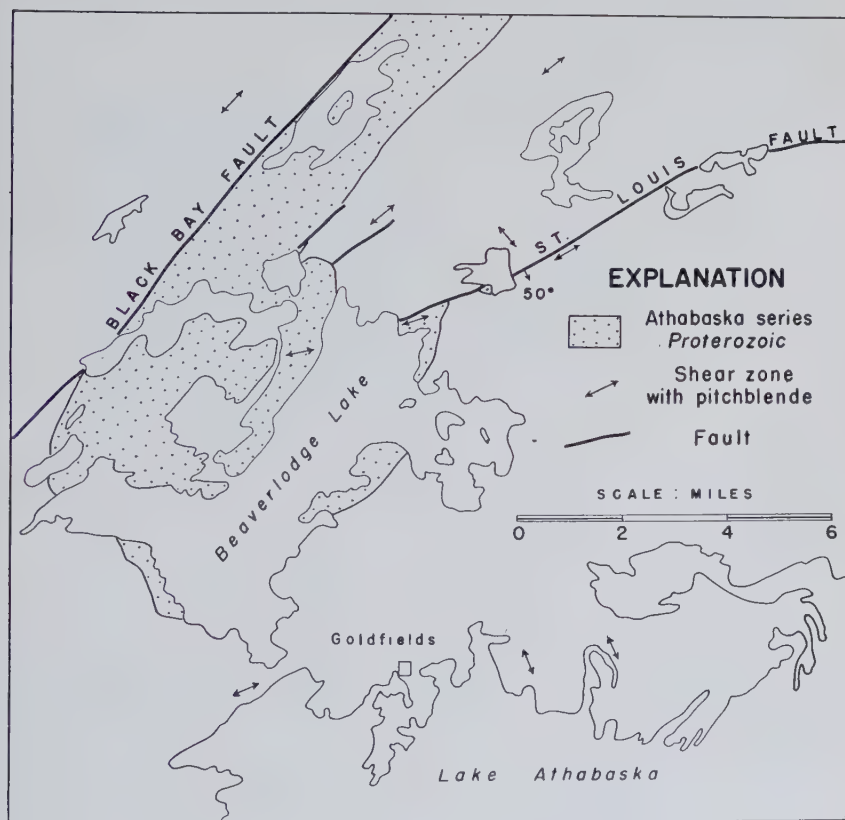 BLACK BAY FAULT
ST. LOUIS FAULT
50°
EXPLANATION
Athabaska series
Proterozoic
Shear zone
with pitchblende
Fault
SCALE : MILES
0 2 4 6
Beaverlodge Lake
Goldfields
Lake Athabaska